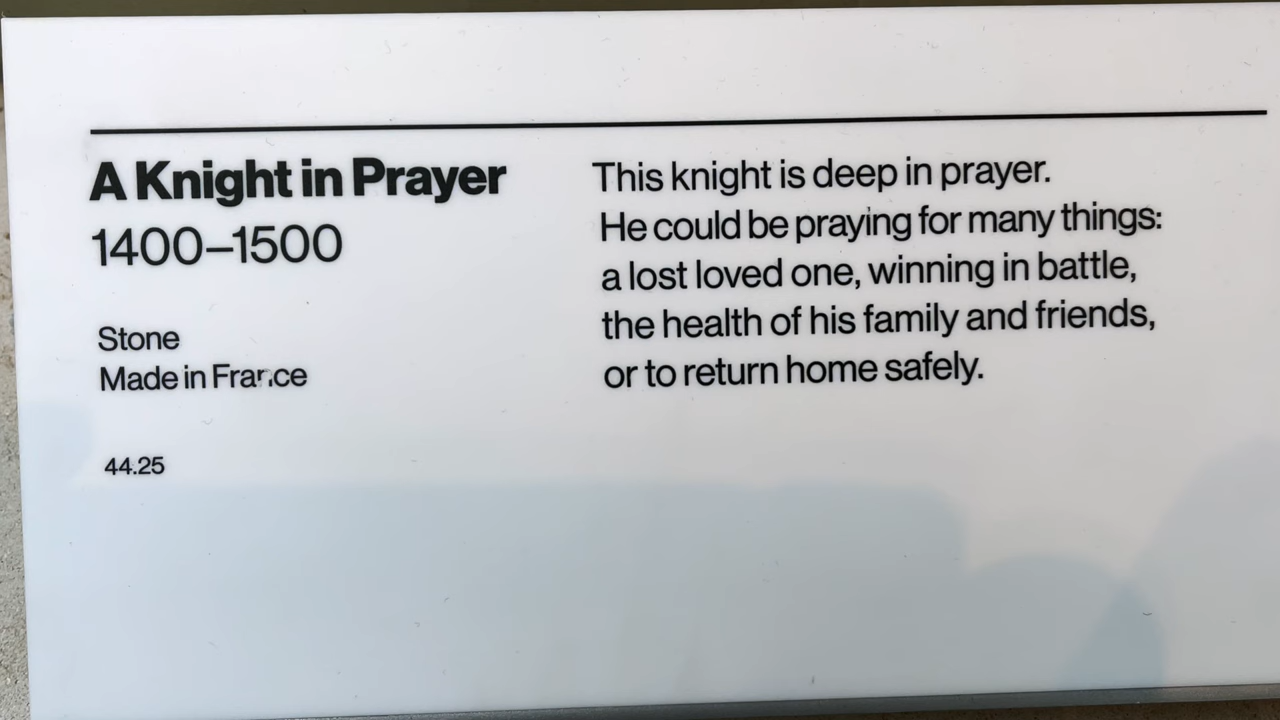 A Knight in Prayer
1400–1500
Stone
Made in France
44.25
This knight is deep in prayer.
He could be praying for many things:
a lost loved one, winning in battle,
the health of his family and friends,
or to return home safely.